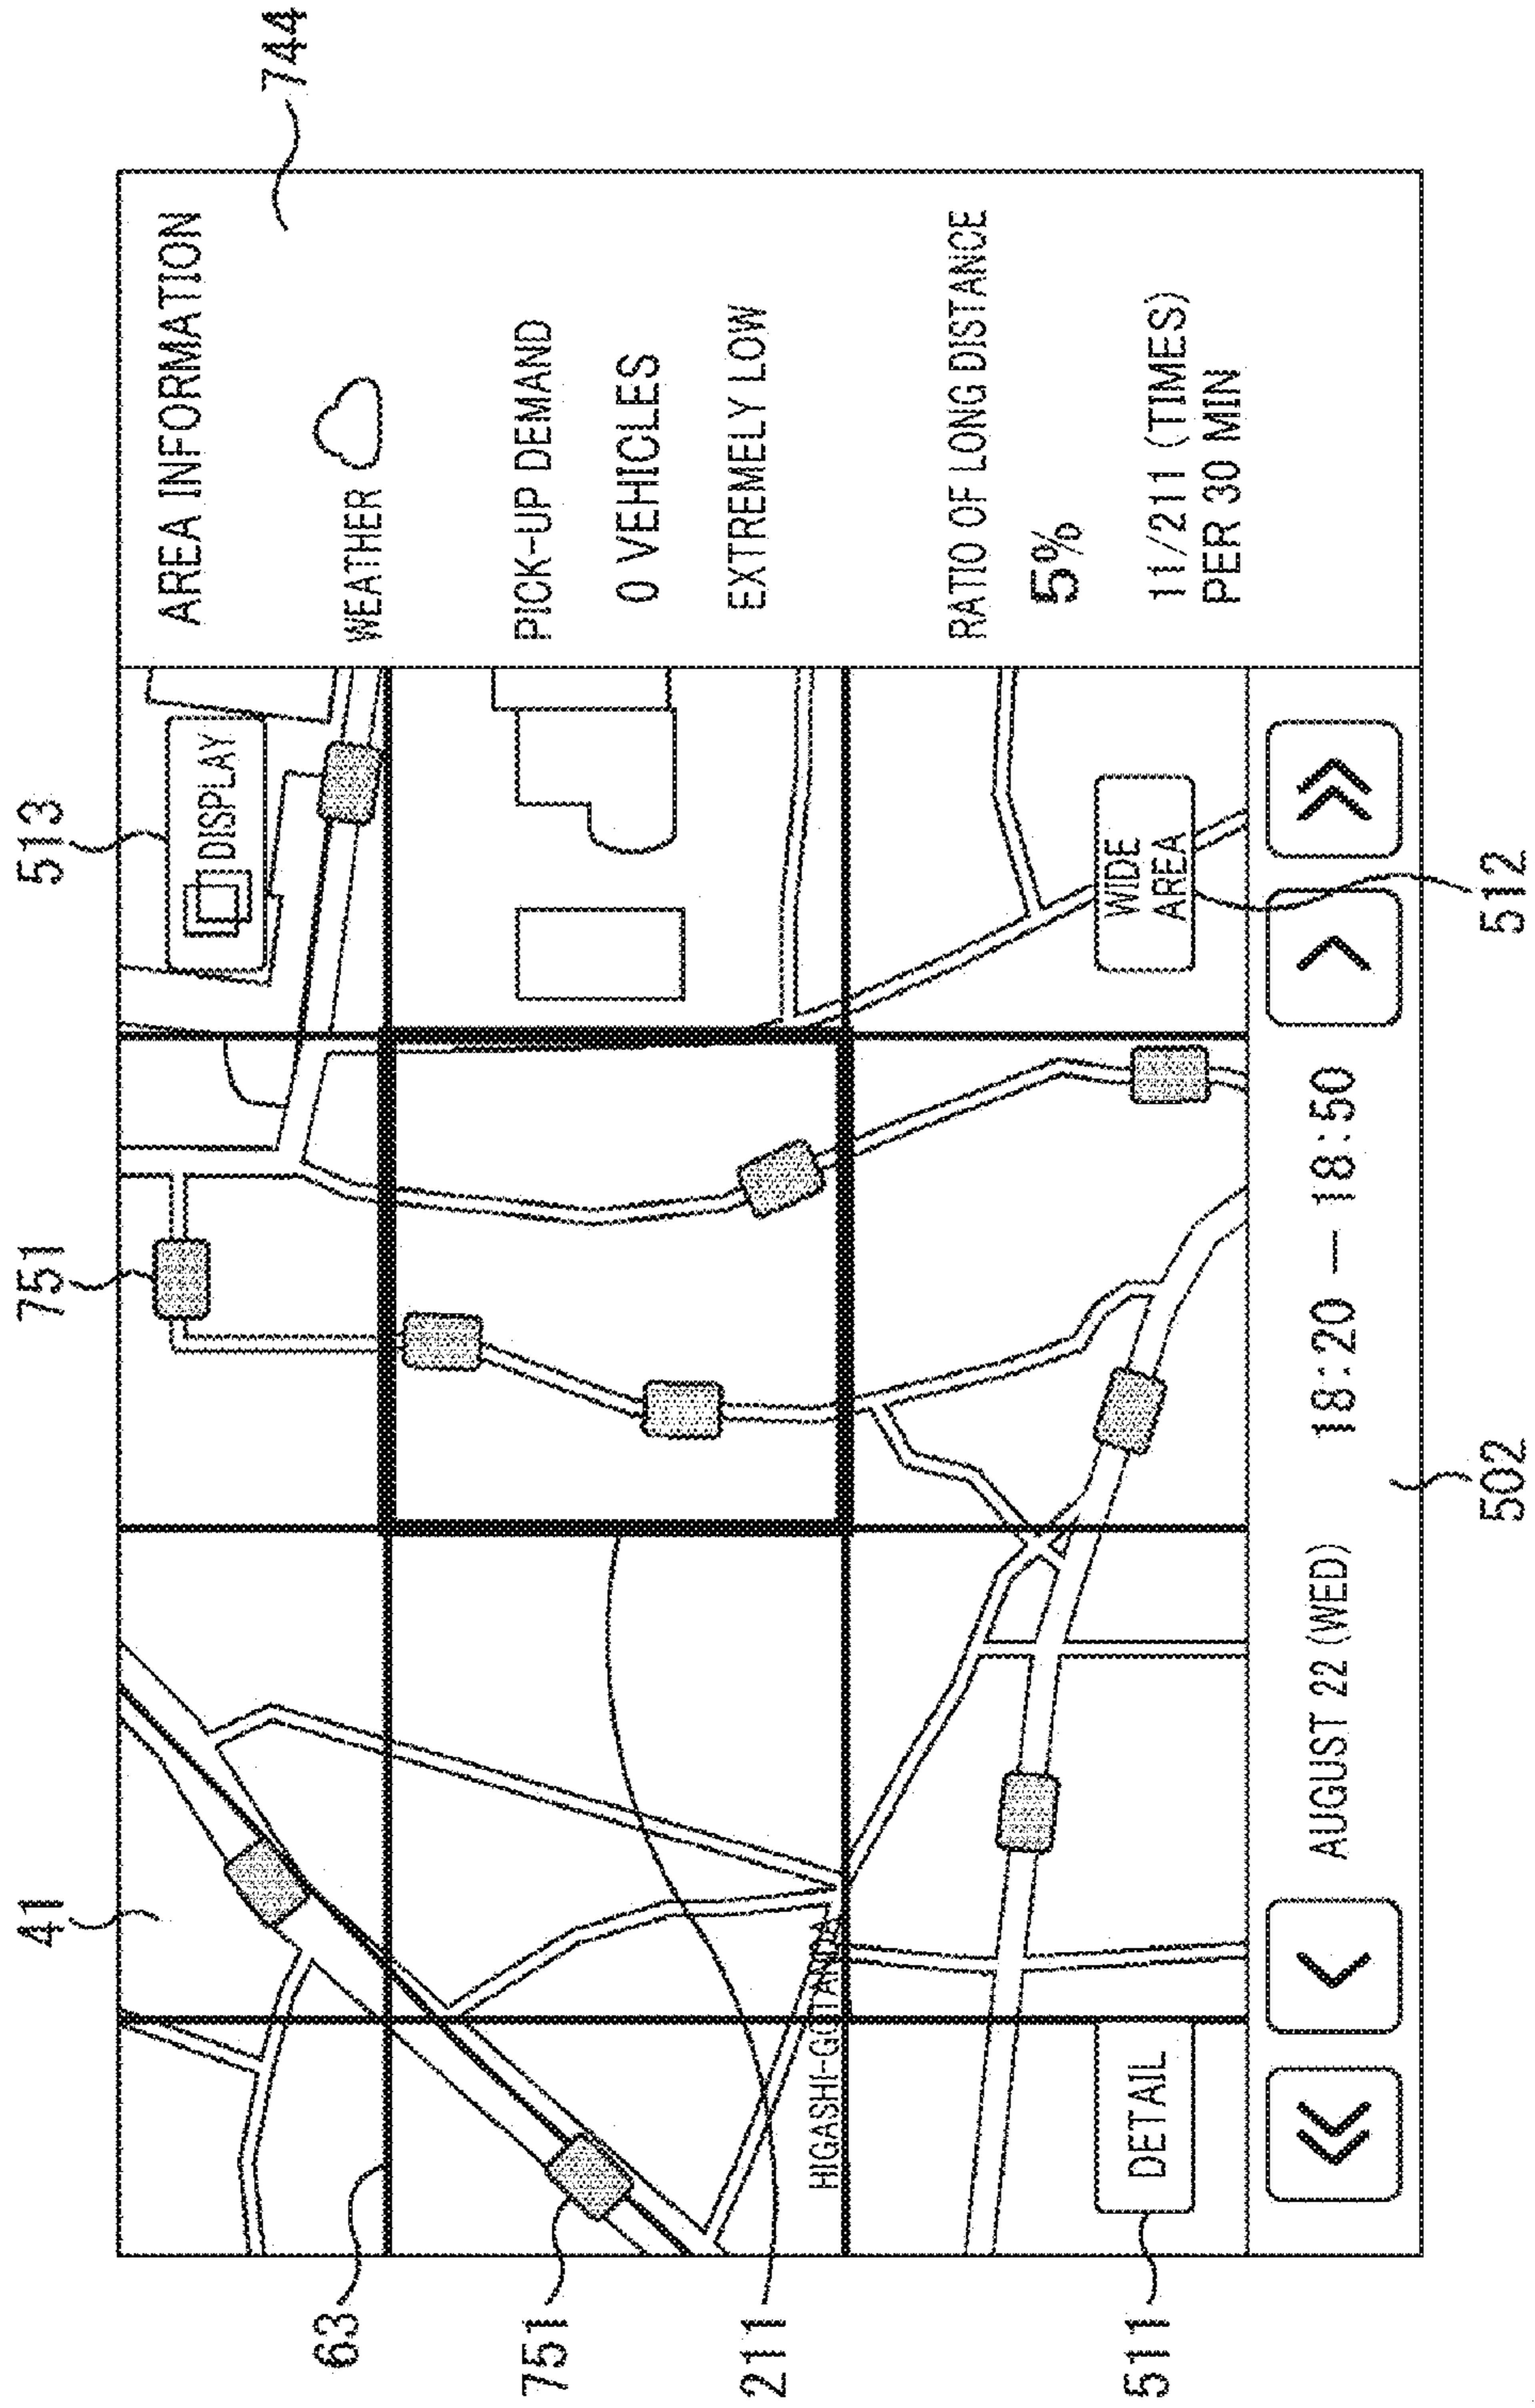 41
751
513
744
DISPLAY
AREA INFORMATION
WEATHER
63
PICK-UP DEMAND
0 VEHICLES
751
EXTREMELY LOW
211
HIGASHI-GOTANDA
RATIO OF LONG DISTANCE
5%
511
DETAIL
WIDE
AREA
11/211 (TIMES)
PER 30 MIN
AUGUST 22 (WED)
18:20 — 18:50
502
512